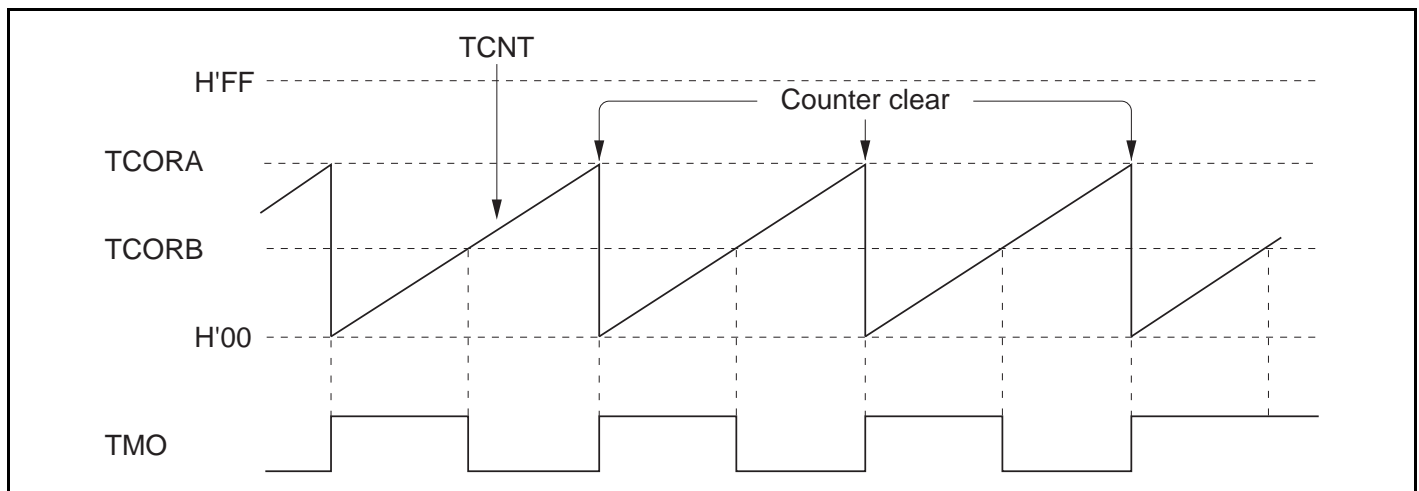 TCNT
H'FF
Counter clear
TCORA
TCORB
H'00
TMO